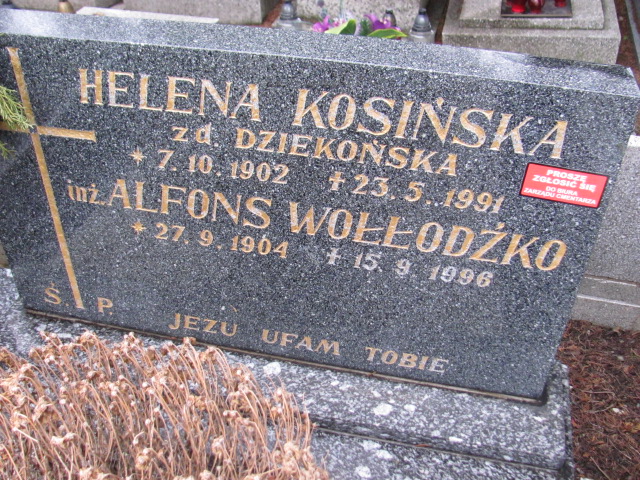 HELENA KOSIŃSKA
zd. DZIEKOŃSKA
* 7.10.1902 † 23.5.1991
inż. ALFONS WOŁŁODŹKO
* 27.9.1904 † 15.9.1996
Ś P.
JEZU UFAM TOBIE
PROSZĘ
ZGŁOSIĆ SIĘ
DO BIURA
ZARZĄDU CMENTARZA